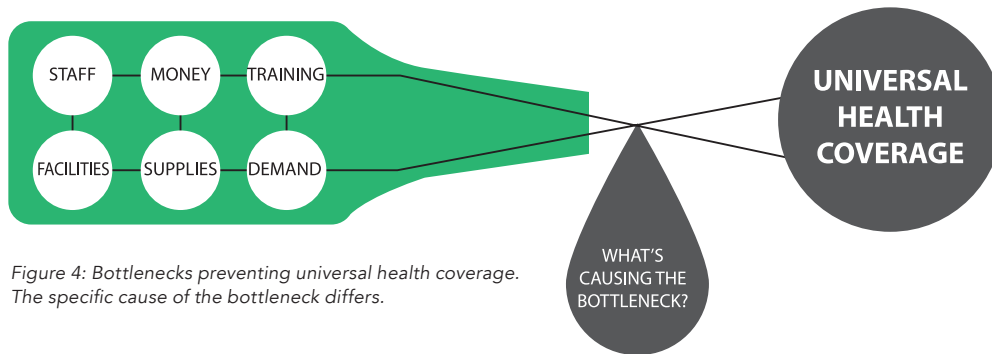 STAFF
MONEY
TRAINING
FACILITIES
SUPPLIES
DEMAND
UNIVERSAL
HEALTH
COVERAGE
WHAT'S
CAUSING THE
BOTTLENECK?
Figure 4: Bottlenecks preventing universal health coverage.
The specific cause of the bottleneck differs.